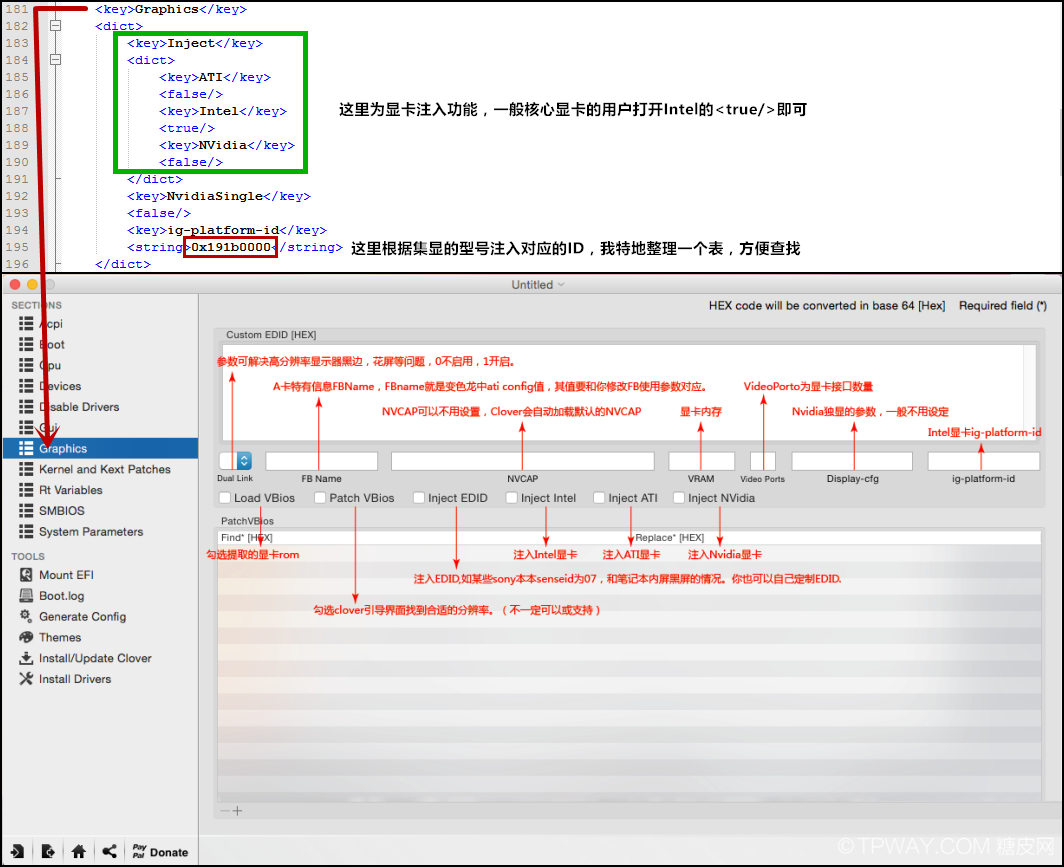 181 <key>Graphics</key>
182 <dict>
183 <key>Inject</key>
184 <dict>
185 <key>ATI</key>
186 <false/>
187 <key>Intel</key>
188 <true/>
189 <key>NVidia</key>
190 <false/>
191 </dict>
192 <key>NvidiaSingle</key>
193 <false/>
194 <key>ig-platform-id</key>
195 <string>0x191b0000</string>
196 </dict>
这里为显卡注入功能，一般核心显卡的用户打开Intel的<true/>即可
这里根据集显的型号注入对应的ID，我特地整理一个表，方便查找
Untitled
SECTIONS
Acpi
Boot
Cpu
Devices
Disable Drivers
Gui
Graphics
Kernel and Kext Patches
Rt Variables
SMBIOS
System Parameters
TOOLS
Mount EFI
Boot.log
Generate Config
Themes
Install/Update Clover
Install Drivers
Pay Pal Donate
HEX code will be converted in base 64 [Hex] Required field (*)
Custom EDID [HEX]
参数可解决高分辨率显示器黑边，花屏等问题，0不启用，1开启。
A卡特有信息FBName，FBname就是变色龙中ati config值，其值要和你修改FB使用参数对应。
VideoPorto为显卡接口数量
NVCAP可以不用设置，Clover会自动加载默认的NVCAP
显卡内存
Nvidia独显的参数，一般不用设定
Intel显卡ig-platform-id
Dual Link FB Name NVCAP VRAM Video Ports Display-cfg ig-platform-id
Load VBios Patch VBios Inject EDID Inject Intel Inject ATI Inject NVidia
PatchVBios
Find* [HEX] Replace* [HEX]
勾选提取的显卡rom
注入Intel显卡
注入ATI显卡
注入Nvidia显卡
注入EDID,如某些sony本本senseid为07，和笔记本内屏黑屏的情况。你也可以自己定制EDID.
勾选clover引导界面找到合适的分辨率。（不一定可以或支持）
©TPWAY.COM 糖皮网